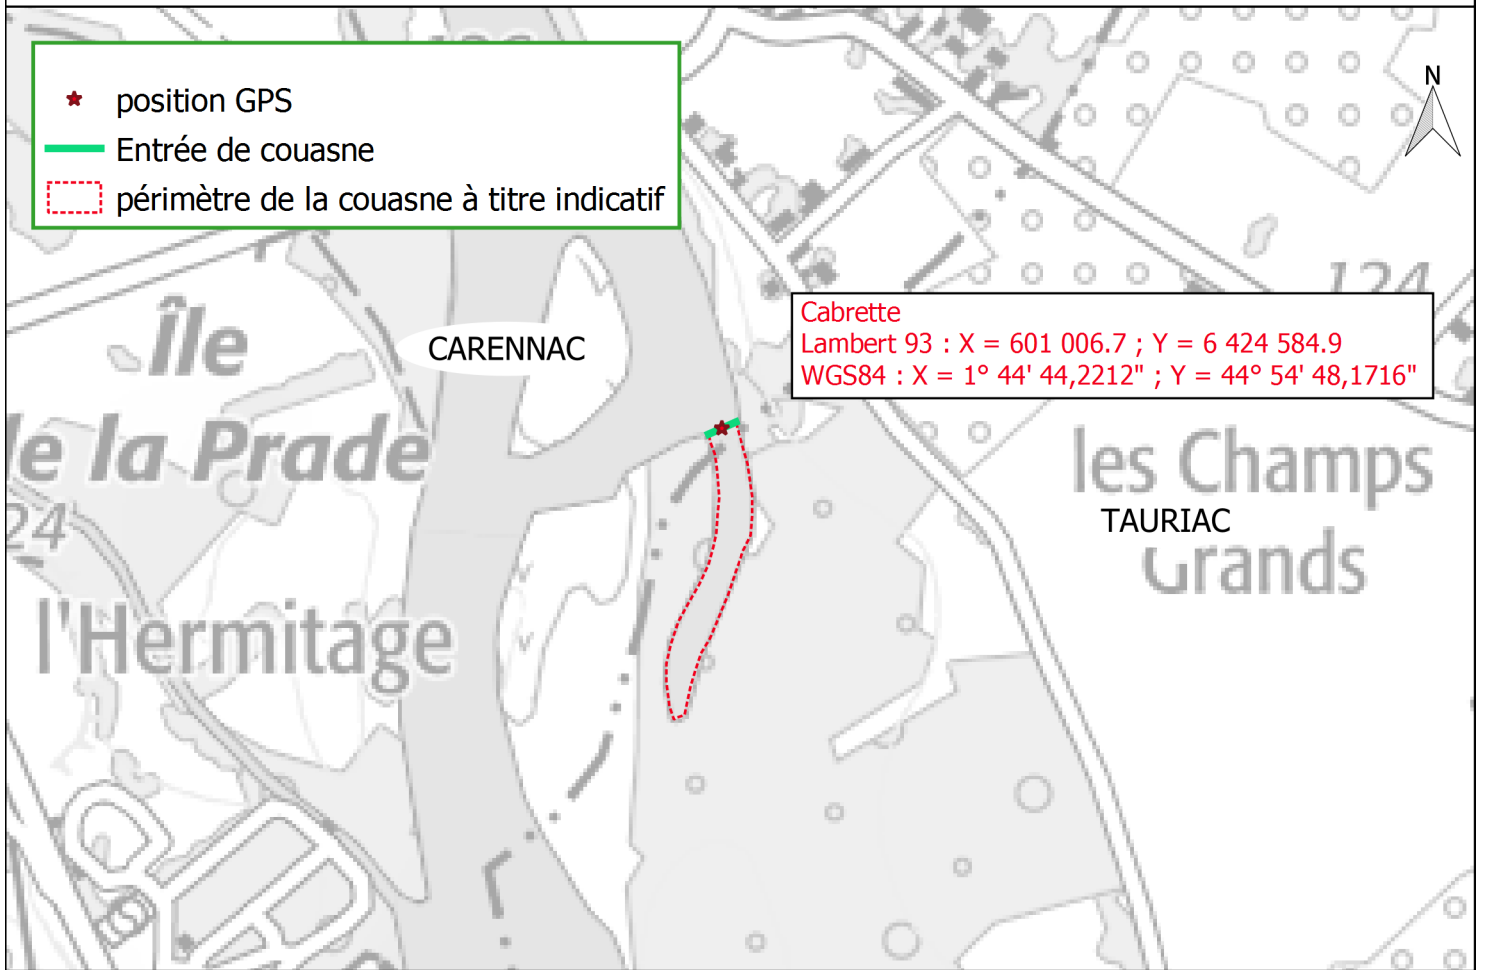 position GPS
Entrée de couasne
périmètre de la couasne à titre indicatif
N
124
Cabrette
Lambert 93 : X = 601 006.7 ; Y = 6 424 584.9
WGS84 : X = 1° 44' 44,2212" ; Y = 44° 54' 48,1716"
Île
CARENNAC
de la Prade
les Champs
TAURIAC
Grands
24
l'Hermitage